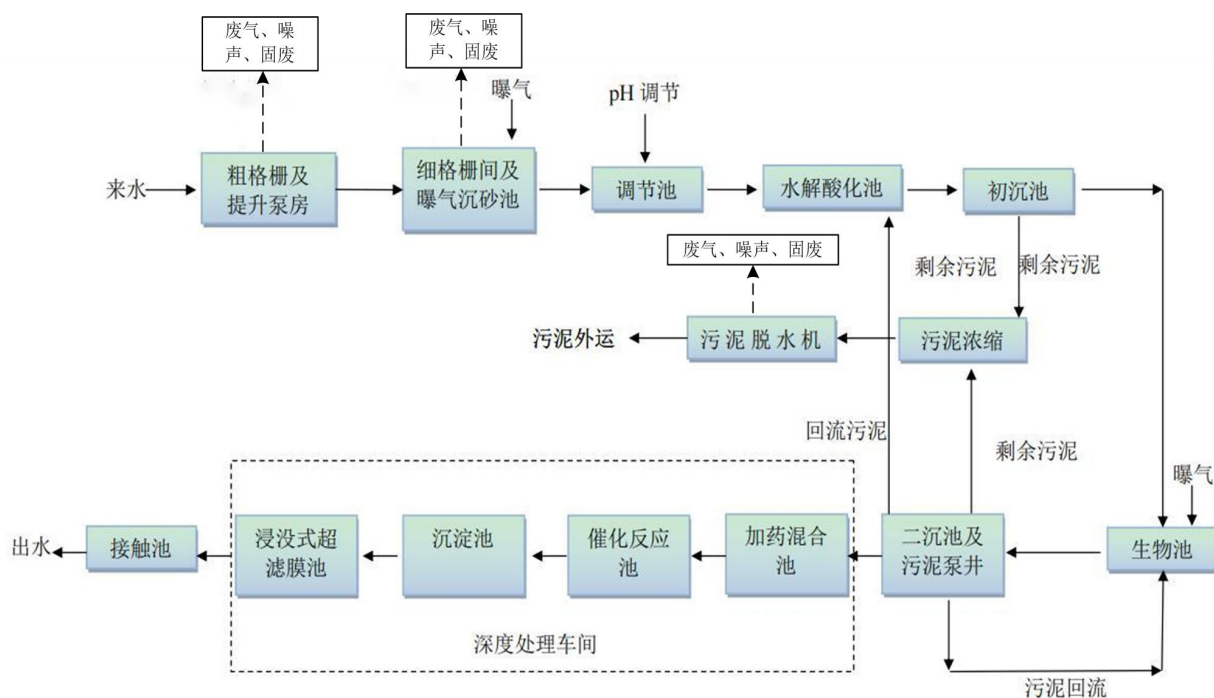 废气、噪
声、固废
废气、噪
声、固废
曝气
pH 调节
来水
粗格栅及
提升泵房
细格栅间及
曝气沉砂池
调节池
水解酸化池
初沉池
废气、噪声、固废
剩余污泥
剩余污泥
污泥外运
污泥脱水机
污泥浓缩
回流污泥
剩余污泥
曝气
出水
接触池
浸没式超
滤膜池
沉淀池
催化反应
池
加药混合
池
二沉池及
污泥泵井
生物池
深度处理车间
污泥回流